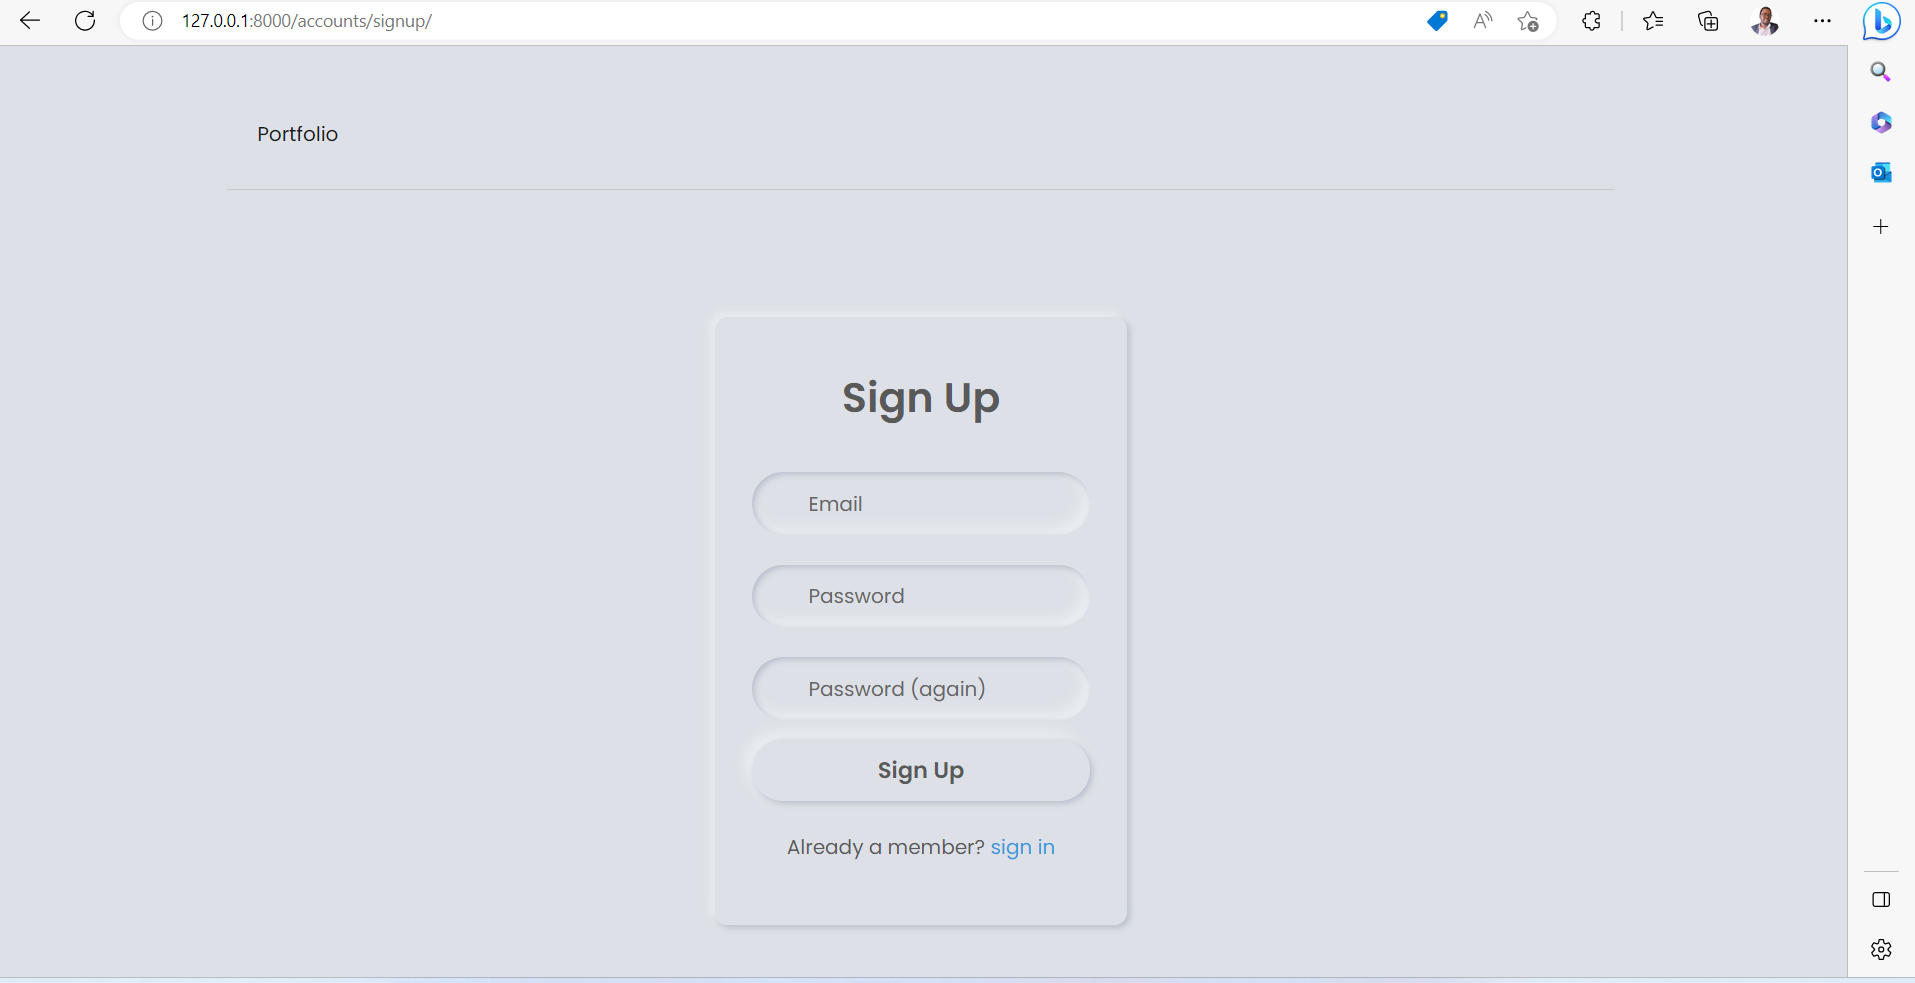 127.0.0.1:8000/accounts/signup/
Portfolio
Sign Up
Email
Password
Password (again)
Sign Up
Already a member? sign in